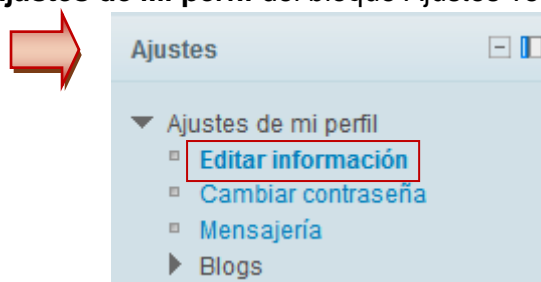 ajustes de mi perfil del bloque Ajustes
Ajustes
Ajustes de mi perfil
Editar información
Cambiar contraseña
Mensajería
Blogs